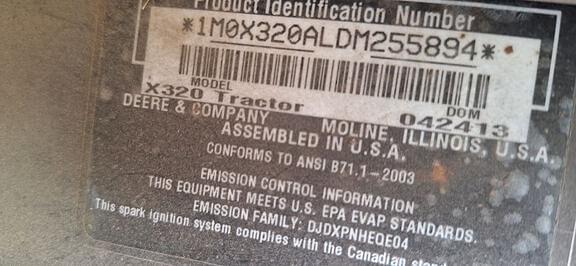 Product Identification Number
*1M0X320ALDM255894*
MODEL DOM
X320 Tractor 042413
DEERE & COMPANY MOLINE, ILLINOIS, U.S.A.
ASSEMBLED IN U.S.A.
CONFORMS TO ANSI B71.1-2003
EMISSION CONTROL INFORMATION
THIS EQUIPMENT MEETS U.S. EPA EVAP STANDARDS.
EMISSION FAMILY: DJDXPNHEQE04
This spark ignition system complies with the Canadian